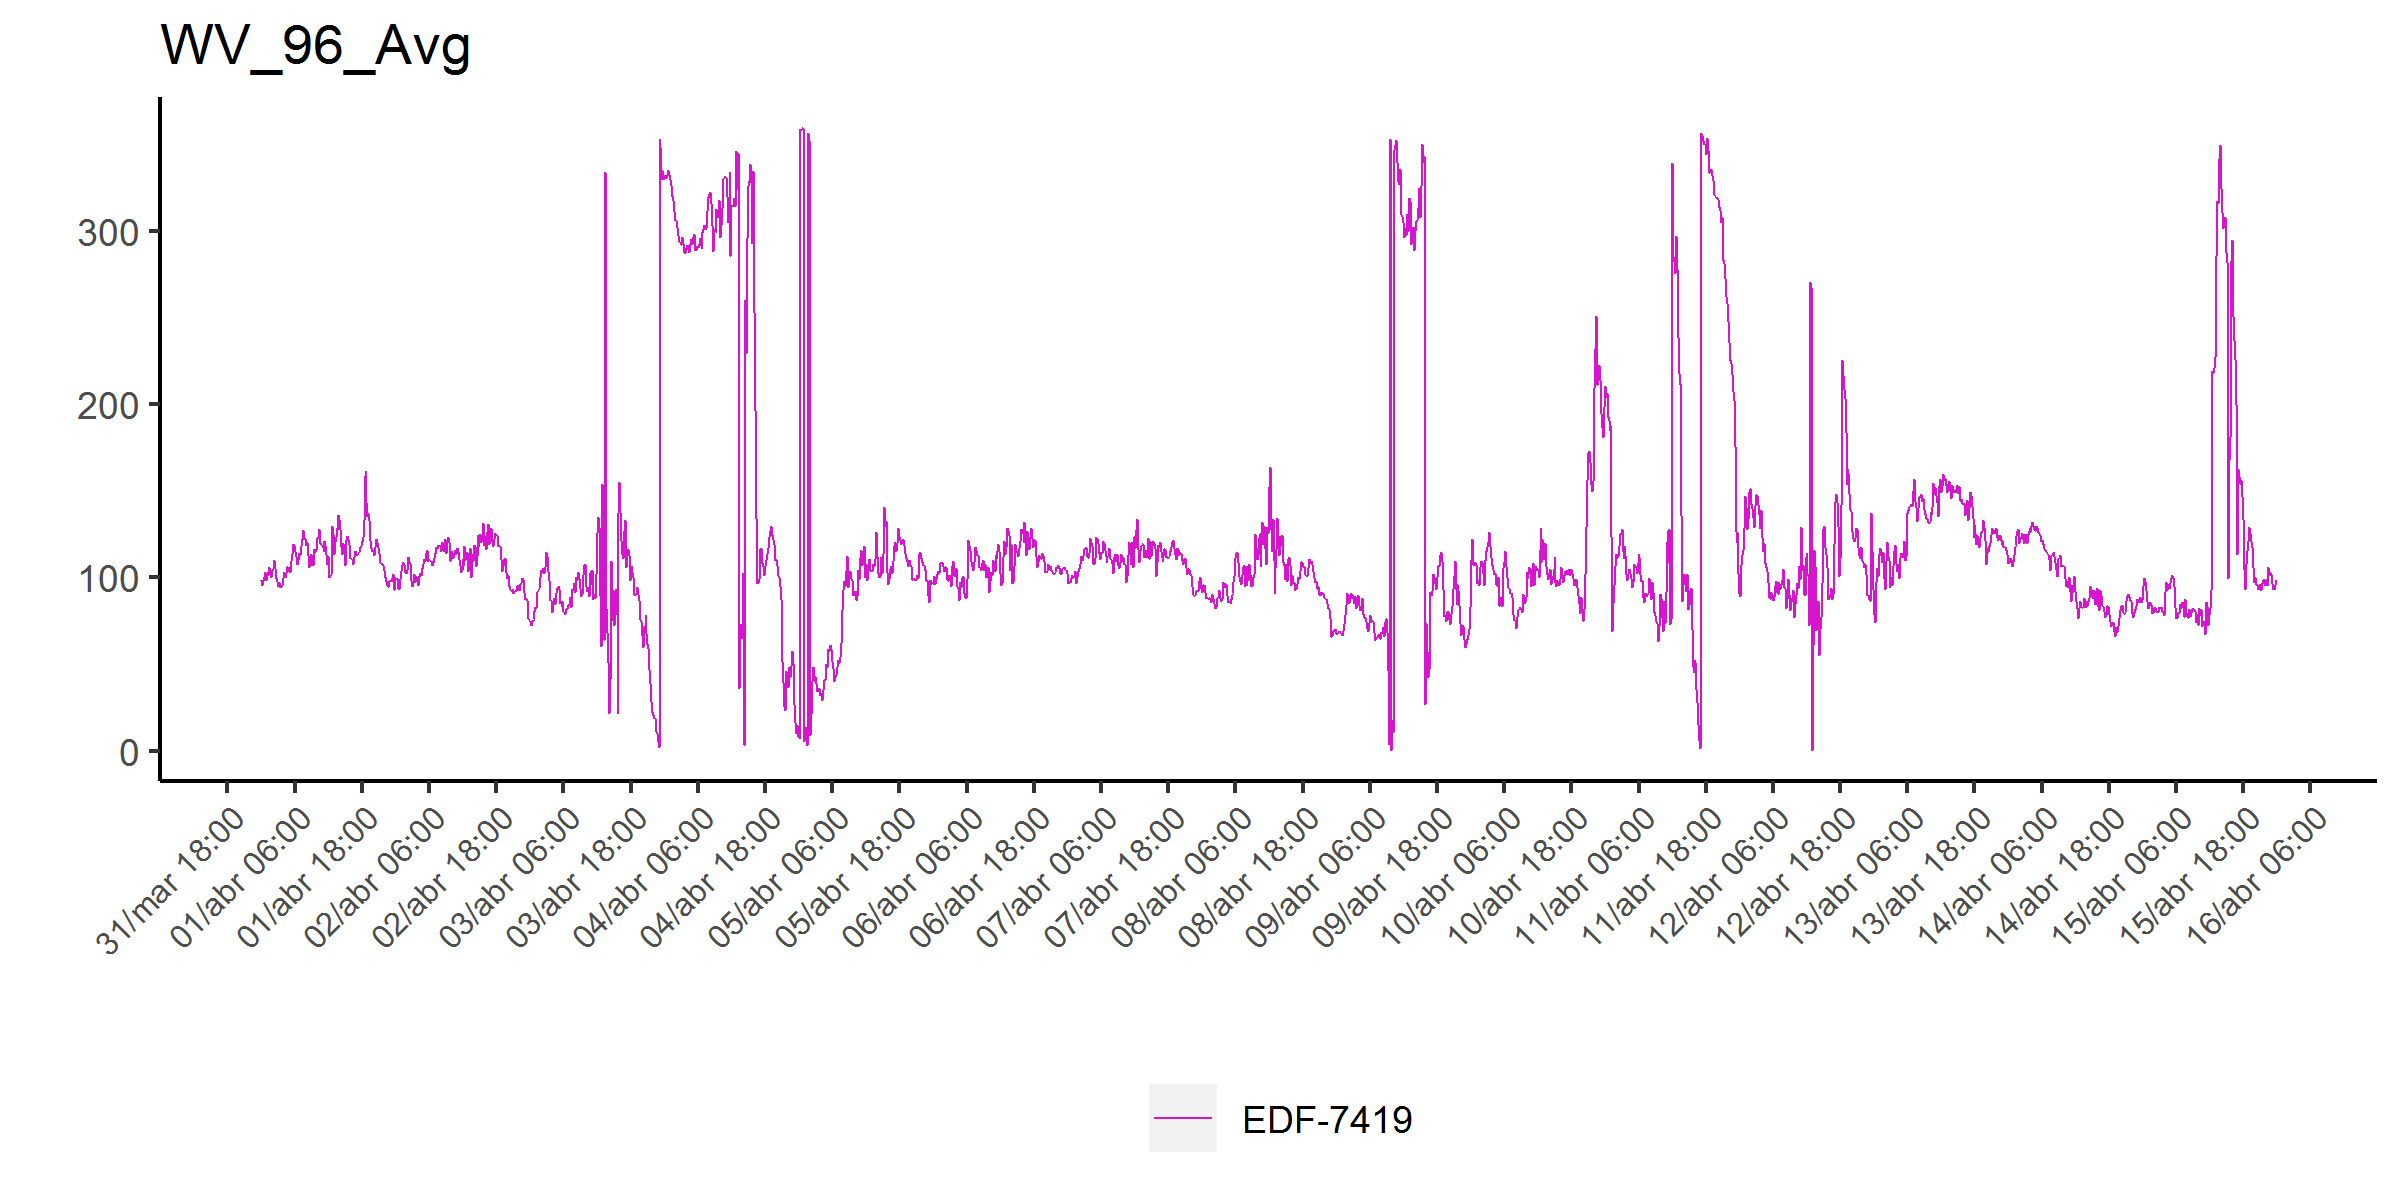 WV_96_Avg
300
200
100
0
31/mar 18:00
01/abr 06:00
01/abr 18:00
02/abr 06:00
02/abr 18:00
03/abr 06:00
03/abr 18:00
04/abr 06:00
04/abr 18:00
05/abr 06:00
05/abr 18:00
06/abr 06:00
06/abr 18:00
07/abr 06:00
07/abr 18:00
08/abr 06:00
08/abr 18:00
09/abr 06:00
09/abr 18:00
10/abr 06:00
10/abr 18:00
11/abr 06:00
11/abr 18:00
12/abr 06:00
12/abr 18:00
13/abr 06:00
13/abr 18:00
14/abr 06:00
14/abr 18:00
15/abr 06:00
15/abr 18:00
16/abr 06:00
EDF-7419